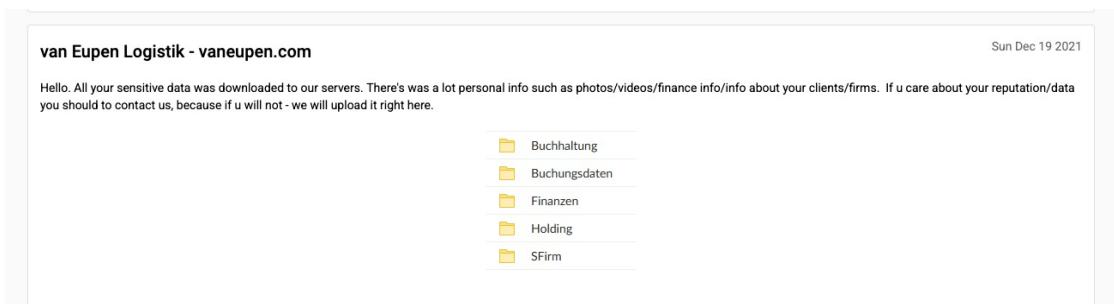 van Eupen Logistik - vaneupen.com
Sun Dec 19 2021
Hello. All your sensitive data was downloaded to our servers. There's was a lot personal info such as photos/videos/finance info/info about your clients/firms.  If u care about your reputation/data
you should to contact us, because if u will not - we will upload it right here.
Buchhaltung
Buchungsdaten
Finanzen
Holding
SFirm